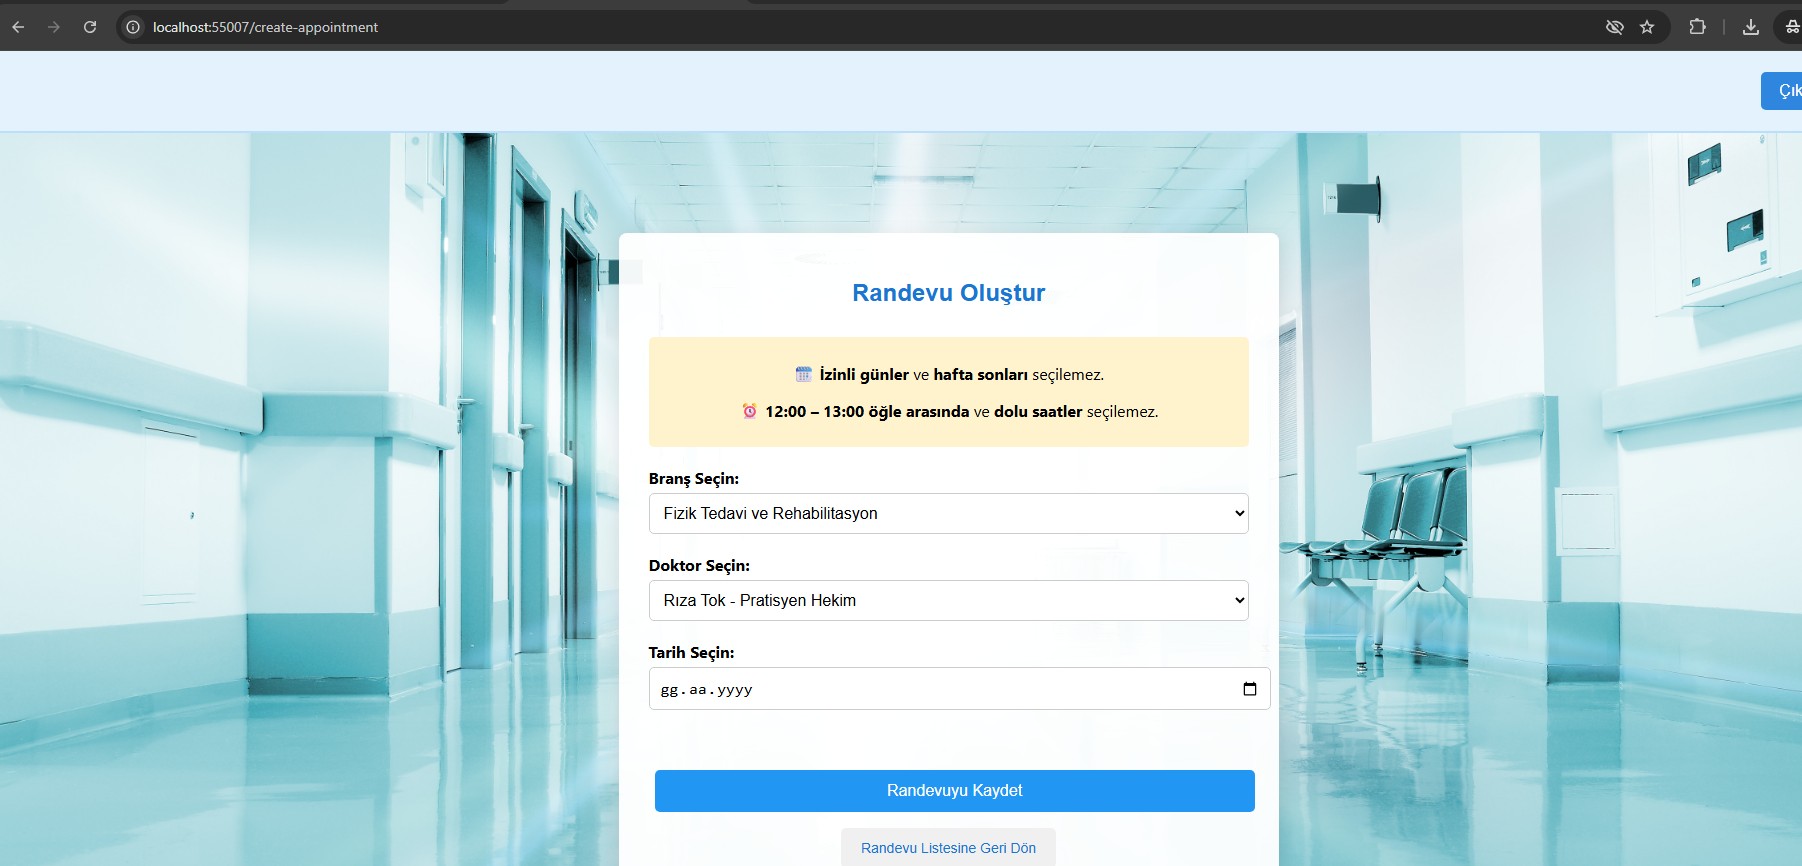 localhost:55007/create-appointment
Çık
Randevu Oluştur
İzinli günler ve hafta sonları seçilemez.
12:00 – 13:00 öğle arasında ve dolu saatler seçilemez.
Branş Seçin:
Fizik Tedavi ve Rehabilitasyon
Doktor Seçin:
Rıza Tok - Pratisyen Hekim
Tarih Seçin:
gg.aa.yyyy
Randevuyu Kaydet
Randevu Listesine Geri Dön